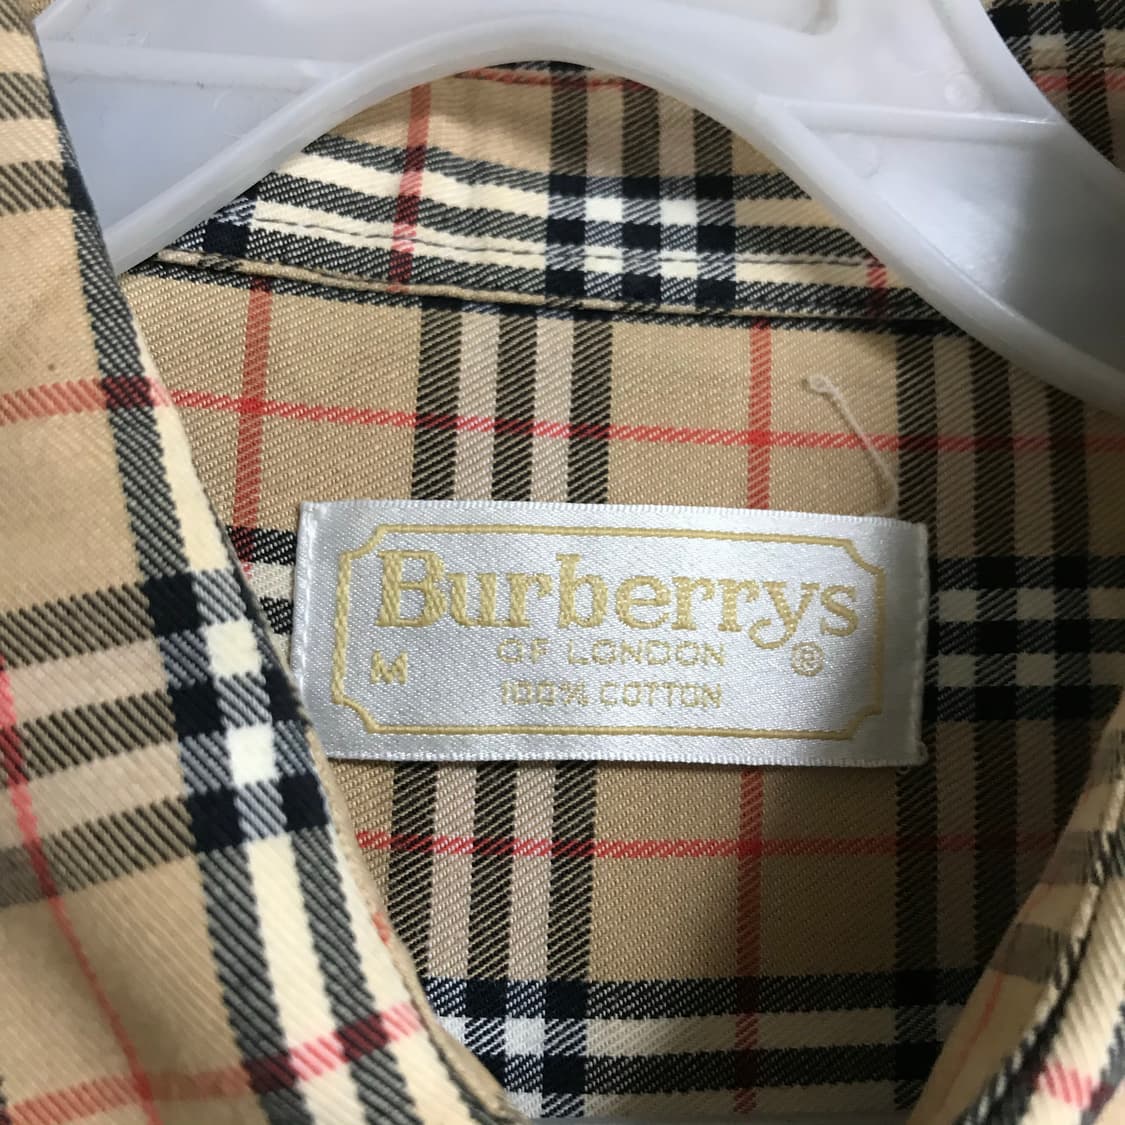 Burberrys
OF LONDON ®
M
100% COTTON